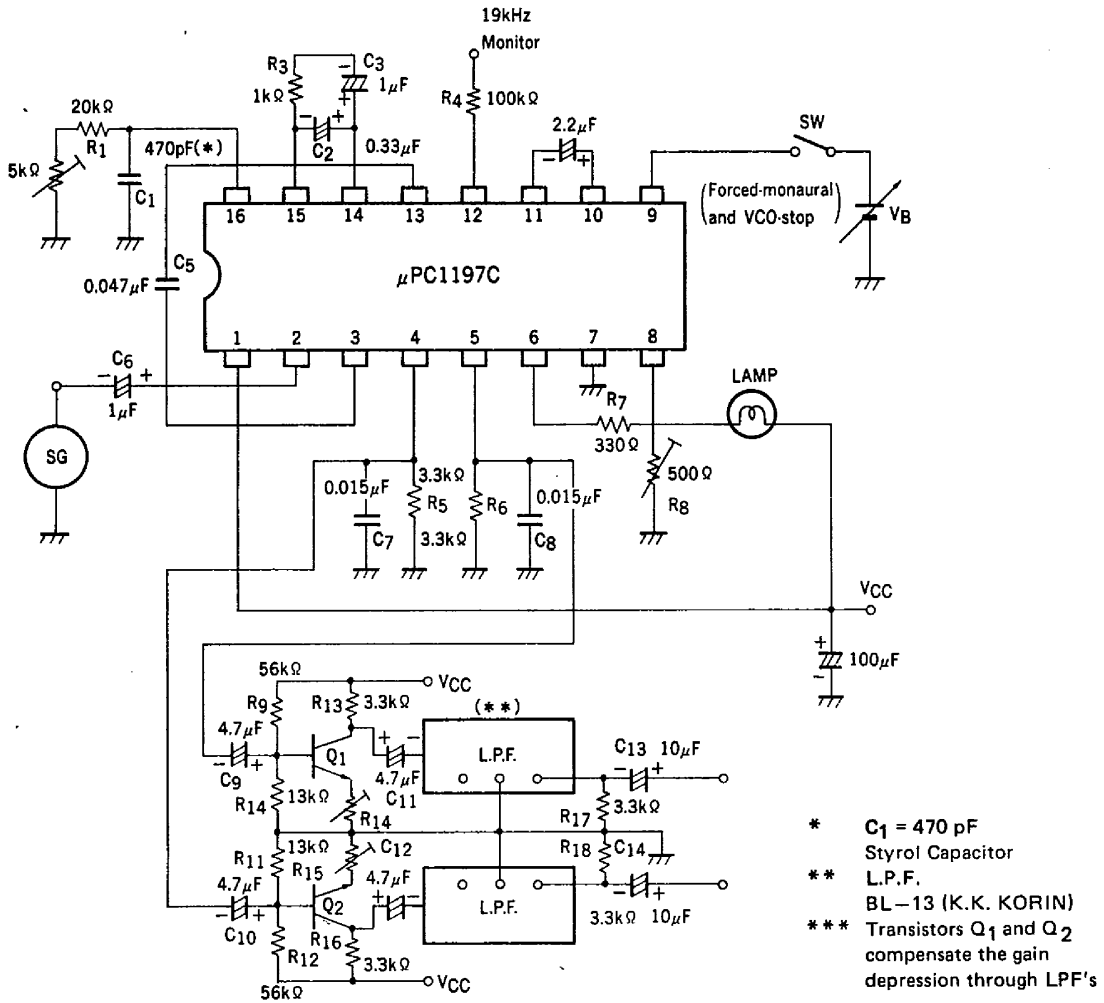 19kHz
Monitor
R3
1kΩ
C3
1μF
R4
100kΩ
20kΩ
R1
470pF(*)
C2
0.33μF
2.2μF
SW
5kΩ
C1
(Forced-monaural
and VCO-stop)
VB
16 15 14 13 12 11 10 9
C5
0.047μF
μPC1197C
1 2 3 4 5 6 7 8
C6
1μF
LAMP
R7
330Ω
SG
500Ω
R8
0.015μF
3.3kΩ
R5
R6
0.015μF
C7
3.3kΩ
C8
VCC
100μF
56kΩ
VCC
R9
R13
3.3kΩ
(**)
4.7μF
Q1
L.P.F.
C13
10μF
C9
4.7μF
C11
R14
13kΩ
R14
R17
3.3kΩ
13kΩ
C12
R18
C14
R11
R15
4.7μF
4.7μF
Q2
L.P.F.
C10
R16
3.3kΩ
10μF
R12
3.3kΩ
56kΩ
VCC
* C1 = 470 pF
Styrol Capacitor
** L.P.F.
BL–13 (K.K. KORIN)
*** Transistors Q1 and Q2
compensate the gain
depression through LPF's